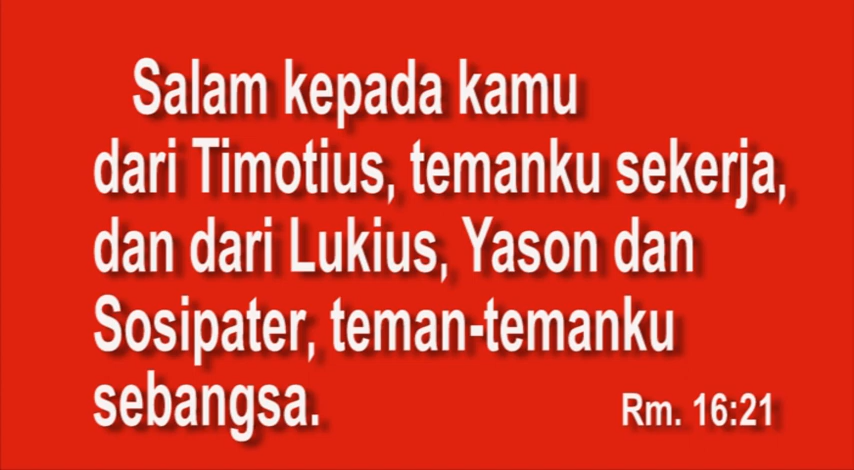 Salam kepada kamu
dari Timotius, temanku sekerja,
dan dari Lukius, Yason dan
Sosipater, teman-temanku
sebangsa.
Rm. 16:21